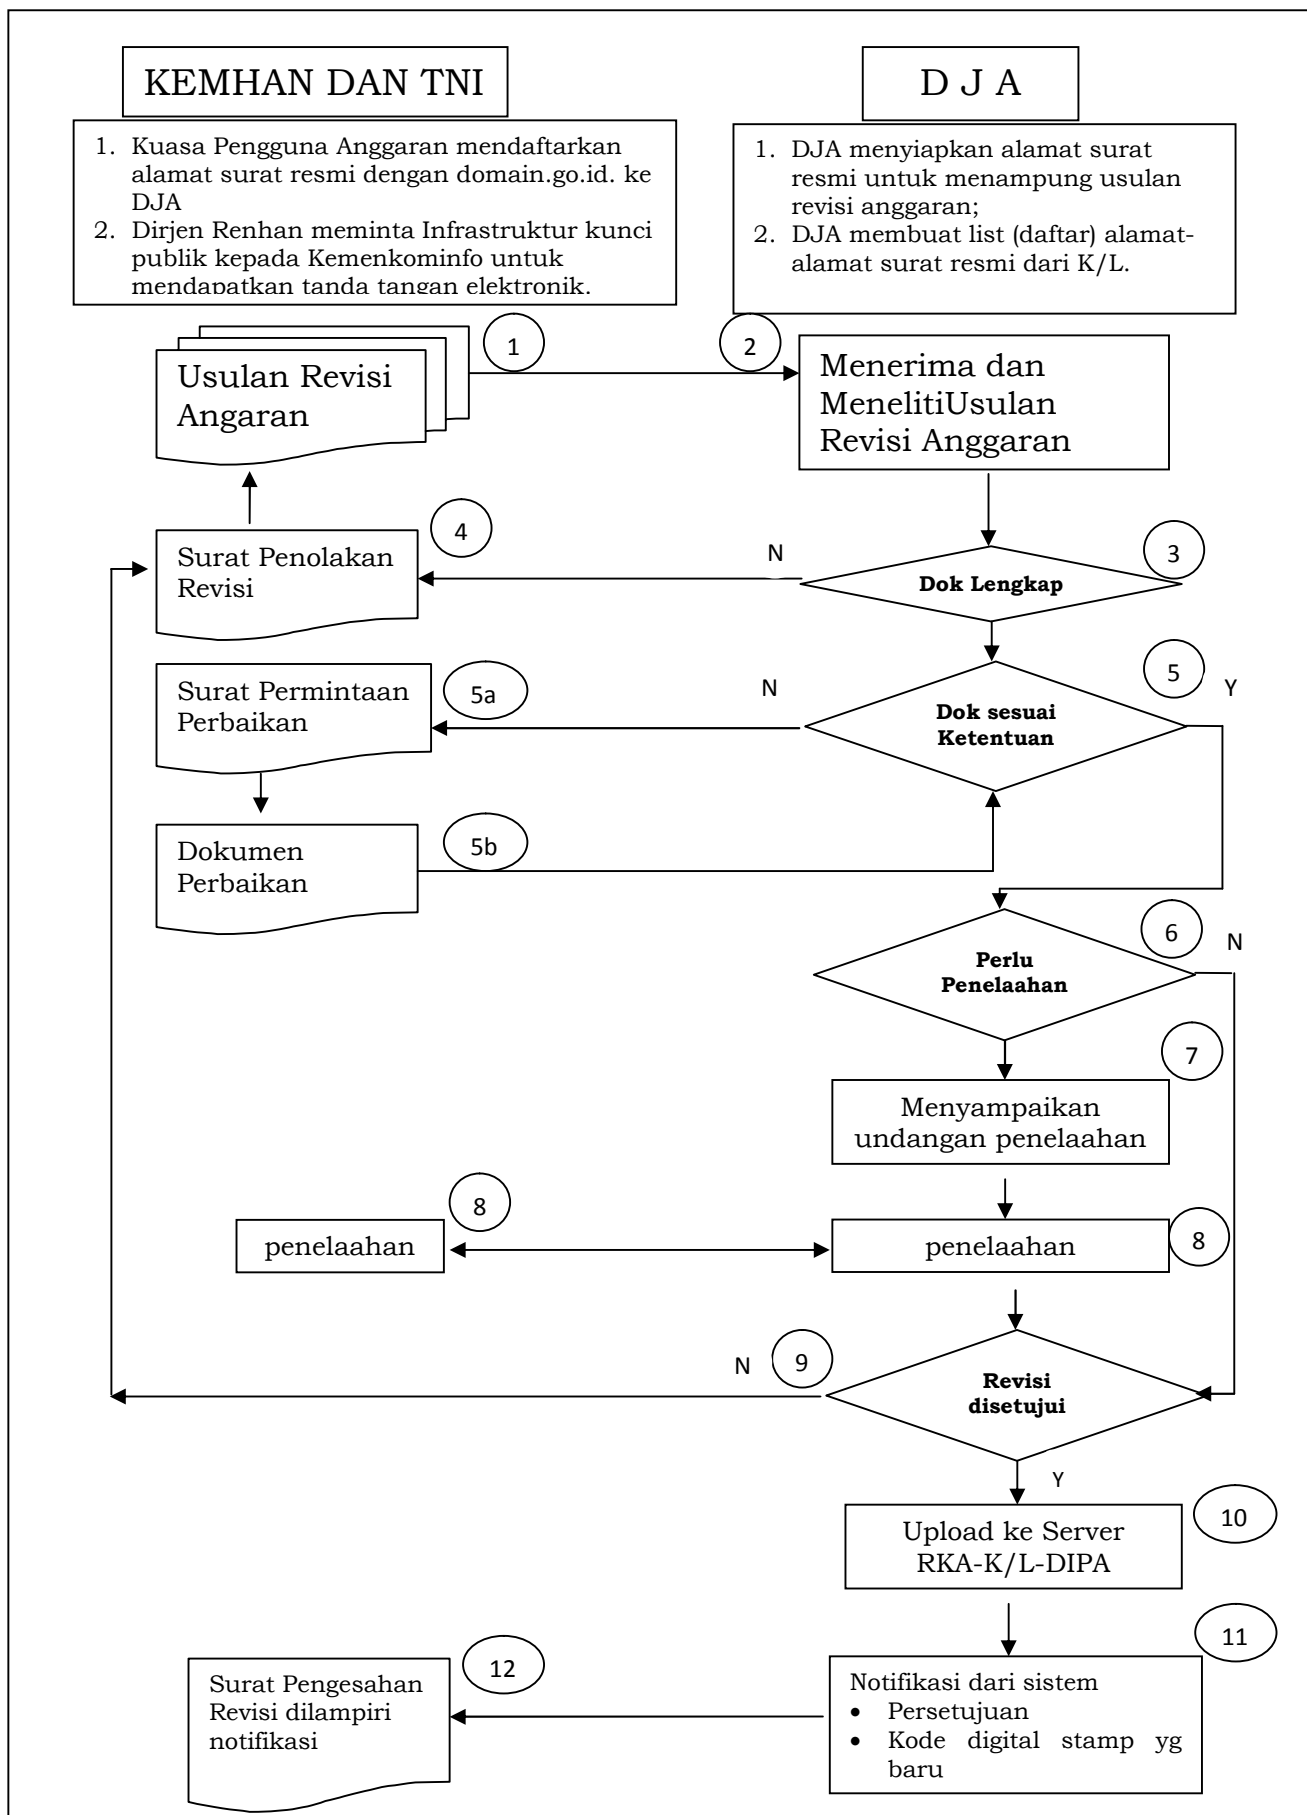 KEMHAN DAN TNI
D J A
1. Kuasa Pengguna Anggaran mendaftarkan
alamat surat resmi dengan domain.go.id. ke
DJA
2. Dirjen Renhan meminta Infrastruktur kunci
publik kepada Kemenkominfo untuk
mendapatkan tanda tangan elektronik.
1. DJA menyiapkan alamat surat
resmi untuk menampung usulan
revisi anggaran;
2. DJA membuat list (daftar) alamat-
alamat surat resmi dari K/L.
Usulan Revisi
Angaran
1
2
Menerima dan
MenelitiUsulan
Revisi Anggaran
Surat Penolakan
Revisi
4
N
Dok Lengkap
3
Surat Permintaan
Perbaikan
5a
N
Dok sesuai
Ketentuan
5
Y
Dokumen
Perbaikan
5b
Perlu
Penelaahan
6
N
7
Menyampaikan
undangan penelaahan
penelaahan
8
penelaahan
8
N
9
Revisi
disetujui
Y
Upload ke Server
RKA-K/L-DIPA
10
11
Surat Pengesahan
Revisi dilampiri
notifikasi
12
Notifikasi dari sistem
• Persetujuan
• Kode digital stamp yg
baru